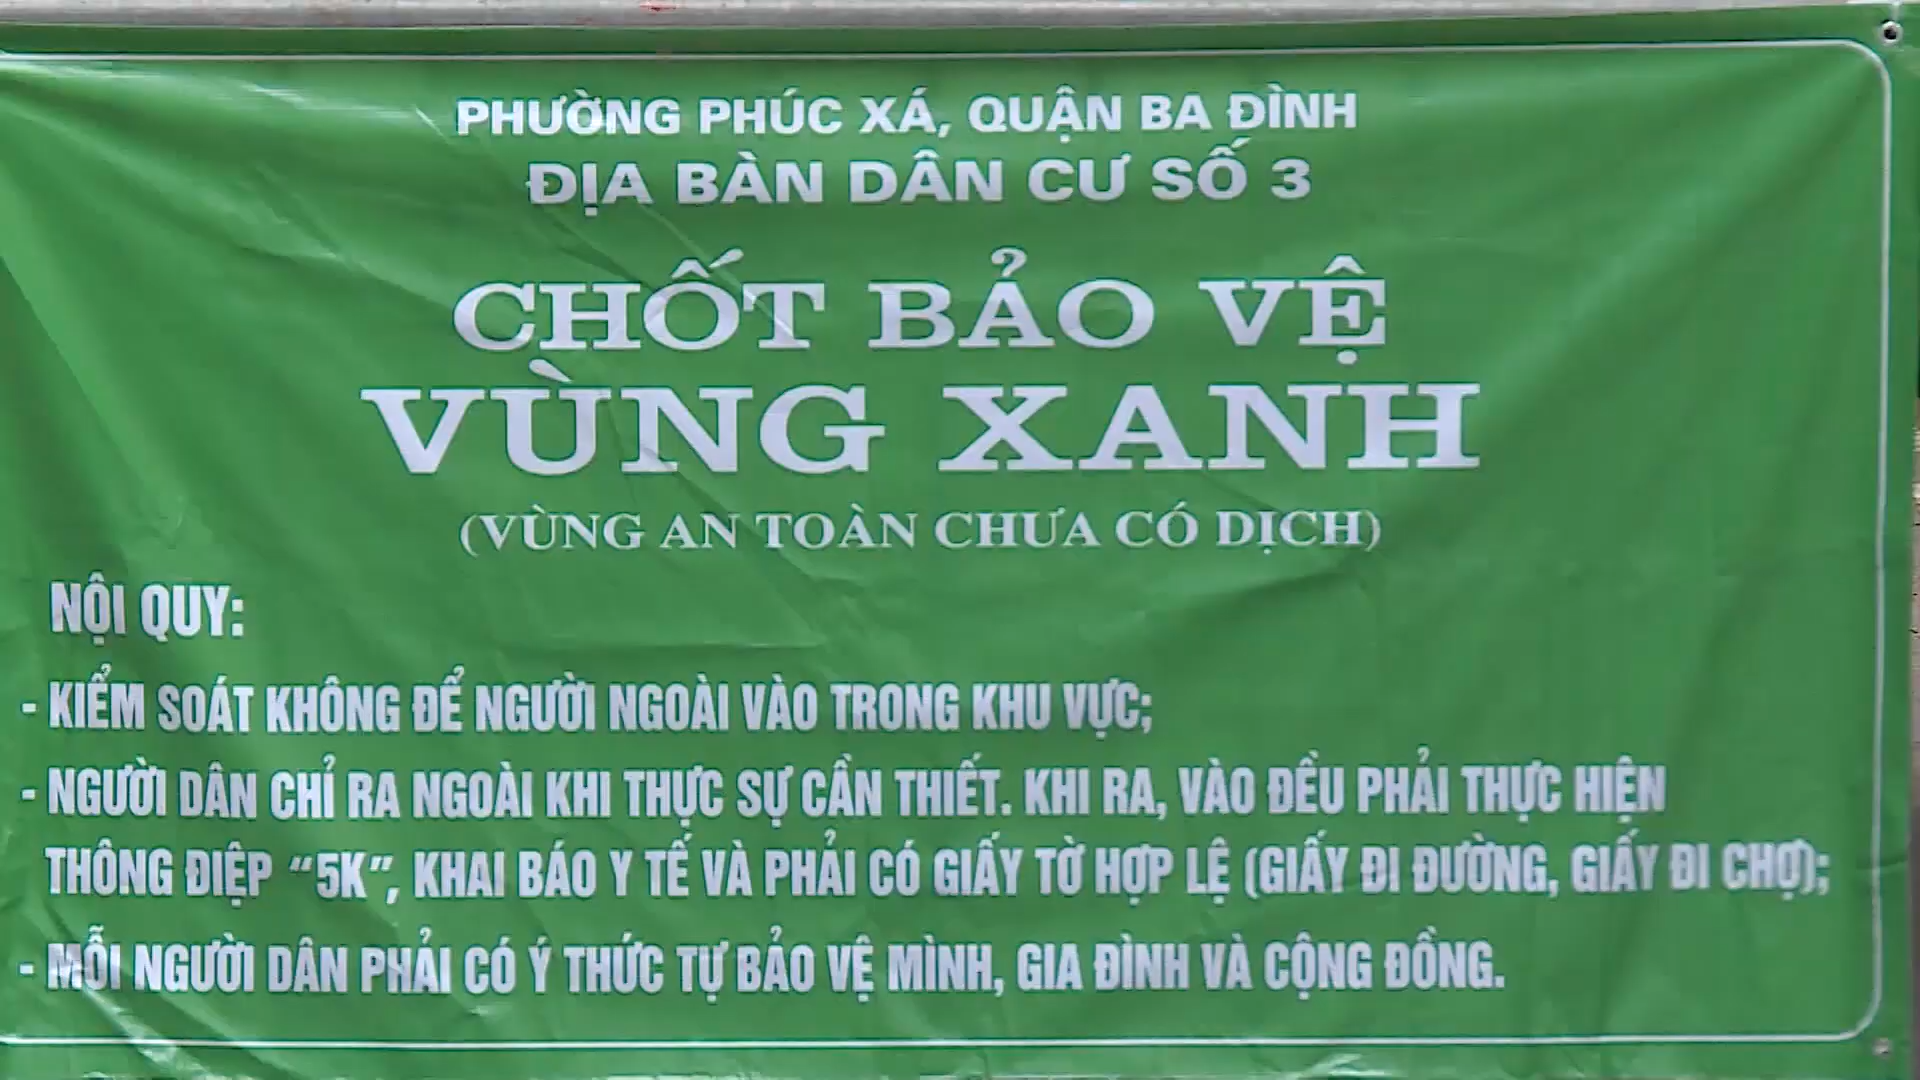 PHƯỜNG PHÚC XÁ, QUẬN BA ĐÌNH
ĐỊA BÀN DÂN CƯ SỐ 3
CHỐT BẢO VỆ
VÙNG XANH
(VÙNG AN TOÀN CHƯA CÓ DỊCH)
NỘI QUY:
- KIỂM SOÁT KHÔNG ĐỂ NGƯỜI NGOÀI VÀO TRONG KHU VỰC;
- NGƯỜI DÂN CHỈ RA NGOÀI KHI THỰC SỰ CẦN THIẾT. KHI RA, VÀO ĐỀU PHẢI THỰC HIỆN
THÔNG ĐIỆP “5K”, KHAI BÁO Y TẾ VÀ PHẢI CÓ GIẤY TỜ HỢP LỆ (GIẤY ĐI ĐƯỜNG, GIẤY ĐI CHỢ);
- MỖI NGƯỜI DÂN PHẢI CÓ Ý THỨC TỰ BẢO VỆ MÌNH, GIA ĐÌNH VÀ CỘNG ĐỒNG.